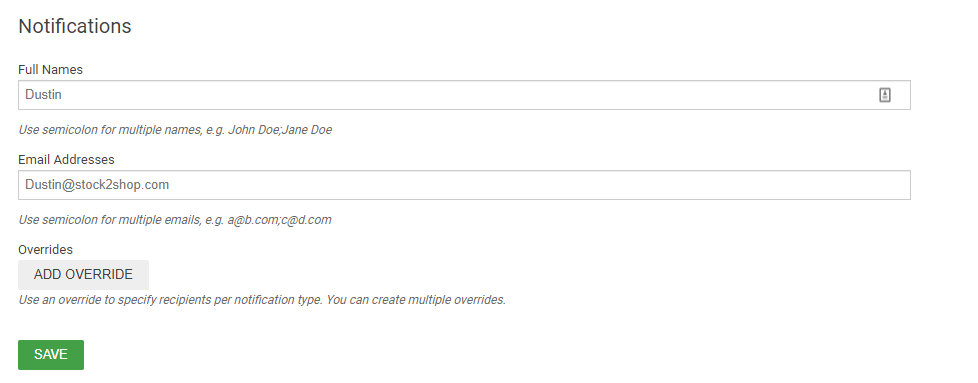 Notifications
Full Names
Dustin
Use semicolon for multiple names, e.g. John Doe;Jane Doe
Email Addresses
Dustin@stock2shop.com
Use semicolon for multiple emails, e.g. a@b.com;c@d.com
Overrides
ADD OVERRIDE
Use an override to specify recipients per notification type. You can create multiple overrides.
SAVE